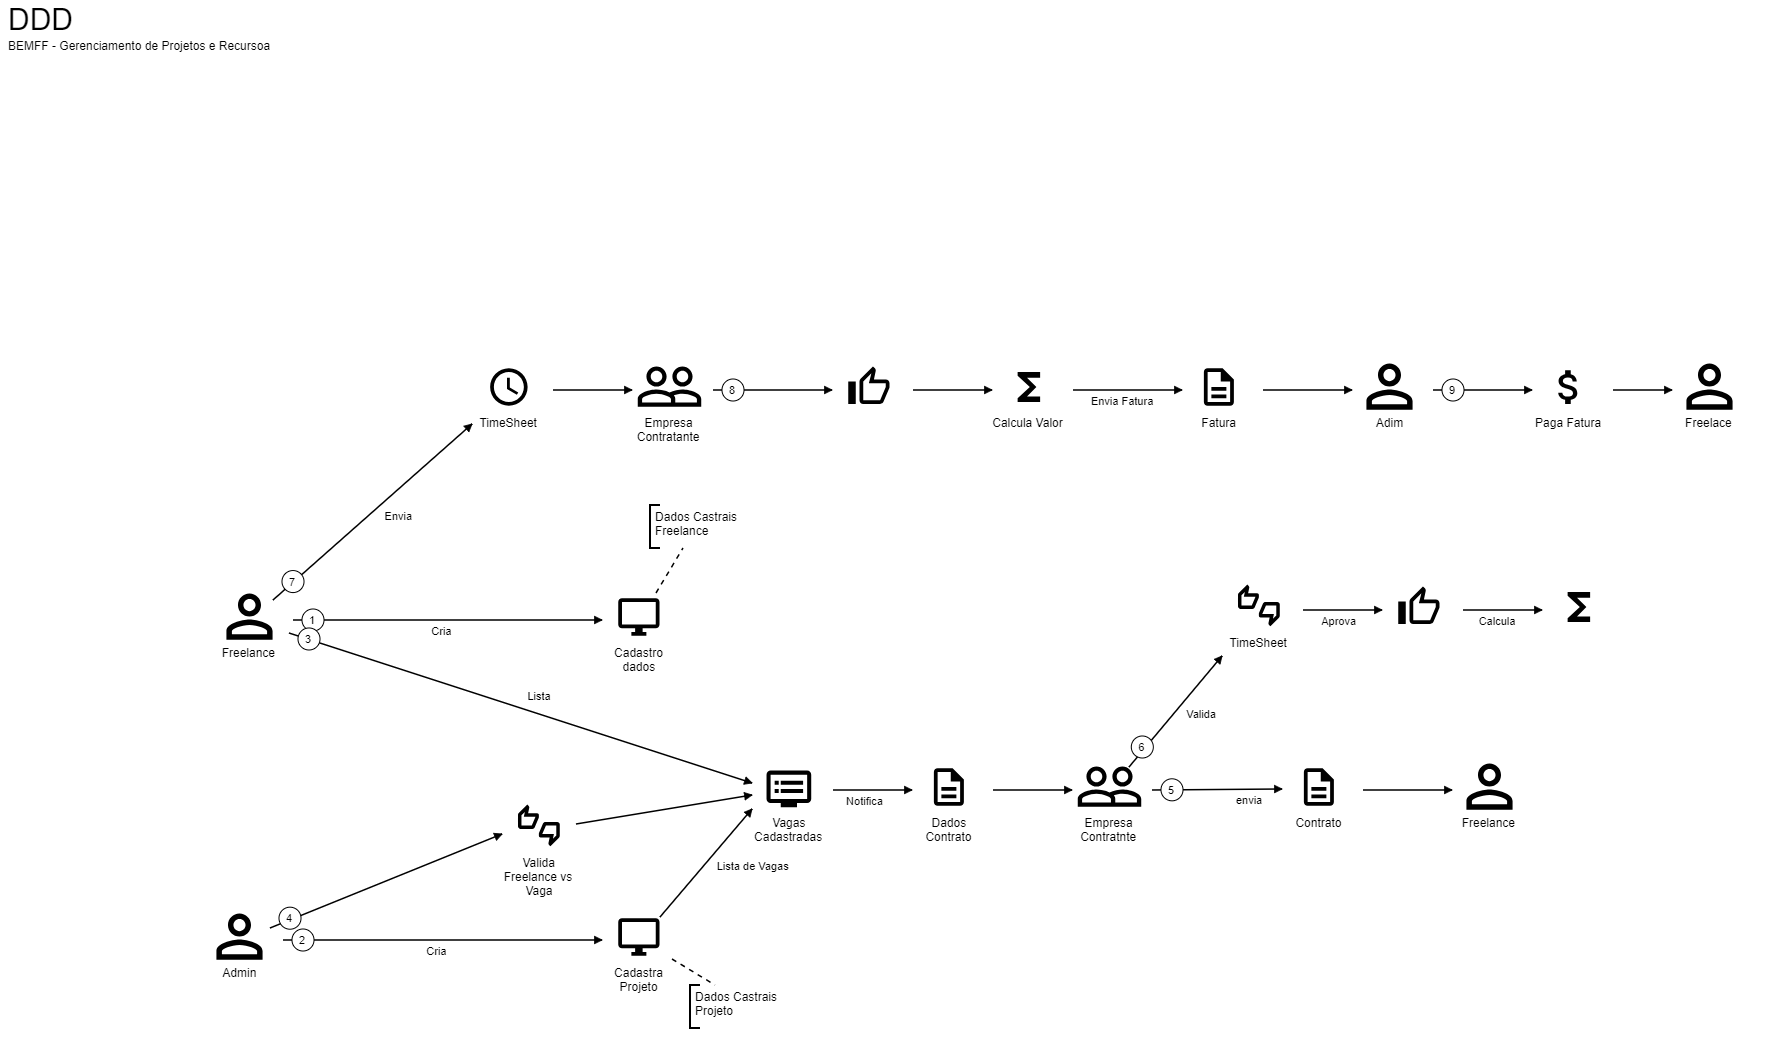 DDD
BEMFF - Gerenciamento de Projetos e Recursoa
8
9
TimeSheet
Empresa
Contratante
Calcula Valor
Envia Fatura
Fatura
Adim
Paga Fatura
Freelace
Envia
7
Dados Castrais
Freelance
1
3
Cria
Freelance
Cadastro
dados
Lista
TimeSheet
Aprova
Calcula
Valida
6
5
Notifica
envia
Vagas
Cadastradas
Dados
Contrato
Empresa
Contratnte
Contrato
Freelance
Valida
Freelance vs
Vaga
Lista de Vagas
4
2
Cria
Admin
Cadastra
Projeto
Dados Castrais
Projeto